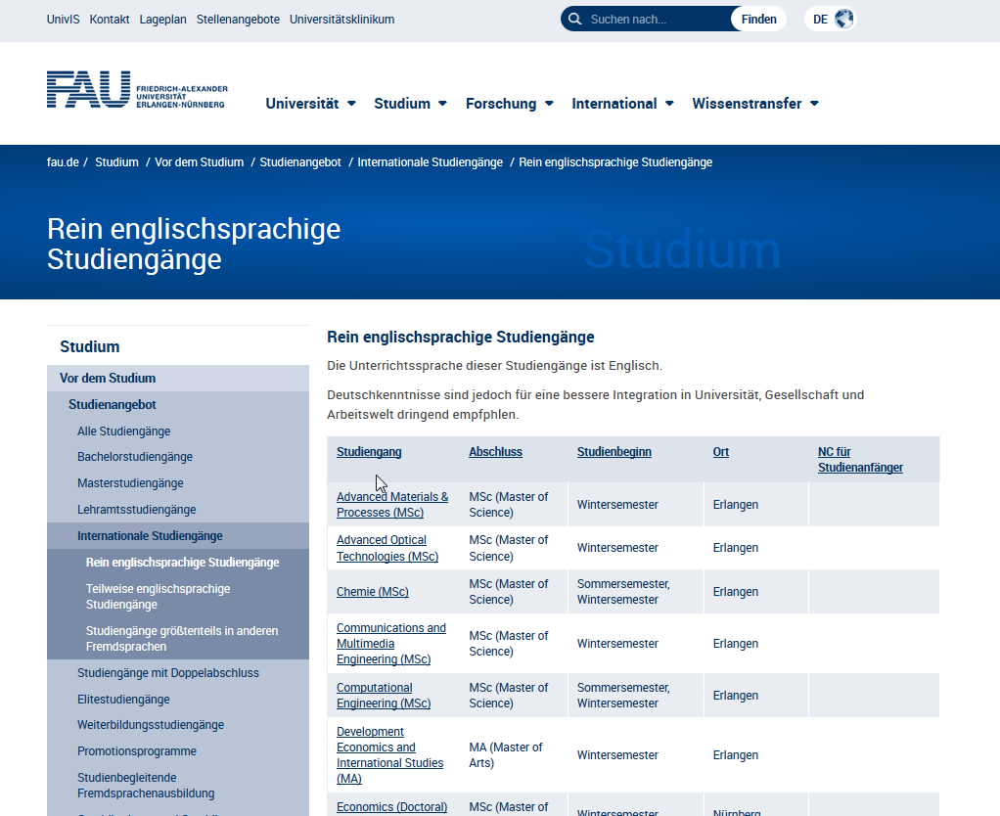 UnivIS Kontakt Lageplan Stellenangebote Universitätsklinikum
Suchen nach... Finden DE
FAU FRIEDRICH-ALEXANDER
UNIVERSITÄT
ERLANGEN-NÜRNBERG
Universität Studium Forschung International Wissenstransfer
fau.de / Studium / Vor dem Studium / Studienangebot / Internationale Studiengänge / Rein englischsprachige Studiengänge
Rein englischsprachige
Studiengänge
Studium
Studium
Vor dem Studium
Studienangebot
Alle Studiengänge
Bachelorstudiengänge
Masterstudiengänge
Lehramtsstudiengänge
Internationale Studiengänge
Rein englischsprachige Studiengänge
Teilweise englischsprachige
Studiengänge
Studiengänge größtenteils in anderen
Fremdsprachen
Studiengänge mit Doppelabschluss
Elitestudiengänge
Weiterbildungsstudiengänge
Promotionsprogramme
Studienbegleitende
Fremdsprachenausbildung
Rein englischsprachige Studiengänge
Die Unterrichtssprache dieser Studiengänge ist Englisch.
Deutschkenntnisse sind jedoch für eine bessere Integration in Universität, Gesellschaft und
Arbeitswelt dringend empfphlen.
Studiengang Abschluss Studienbeginn Ort NC für
Studienanfänger
Advanced Materials & MSc (Master of
Processes (MSc) Science) Wintersemester Erlangen
Advanced Optical MSc (Master of
Technologies (MSc) Science) Wintersemester Erlangen
Chemie (MSc) MSc (Master of Sommersemester, Erlangen
Science) Wintersemester
Communications and
Multimedia MSc (Master of Wintersemester Erlangen
Engineering (MSc) Science)
Computational MSc (Master of Sommersemester, Erlangen
Engineering (MSc) Science) Wintersemester
Development
Economics and MA (Master of Wintersemester Erlangen
International Studies Arts)
(MA)
Economics (Doctoral) MSc (Master of
Wintersemester Nürnberg